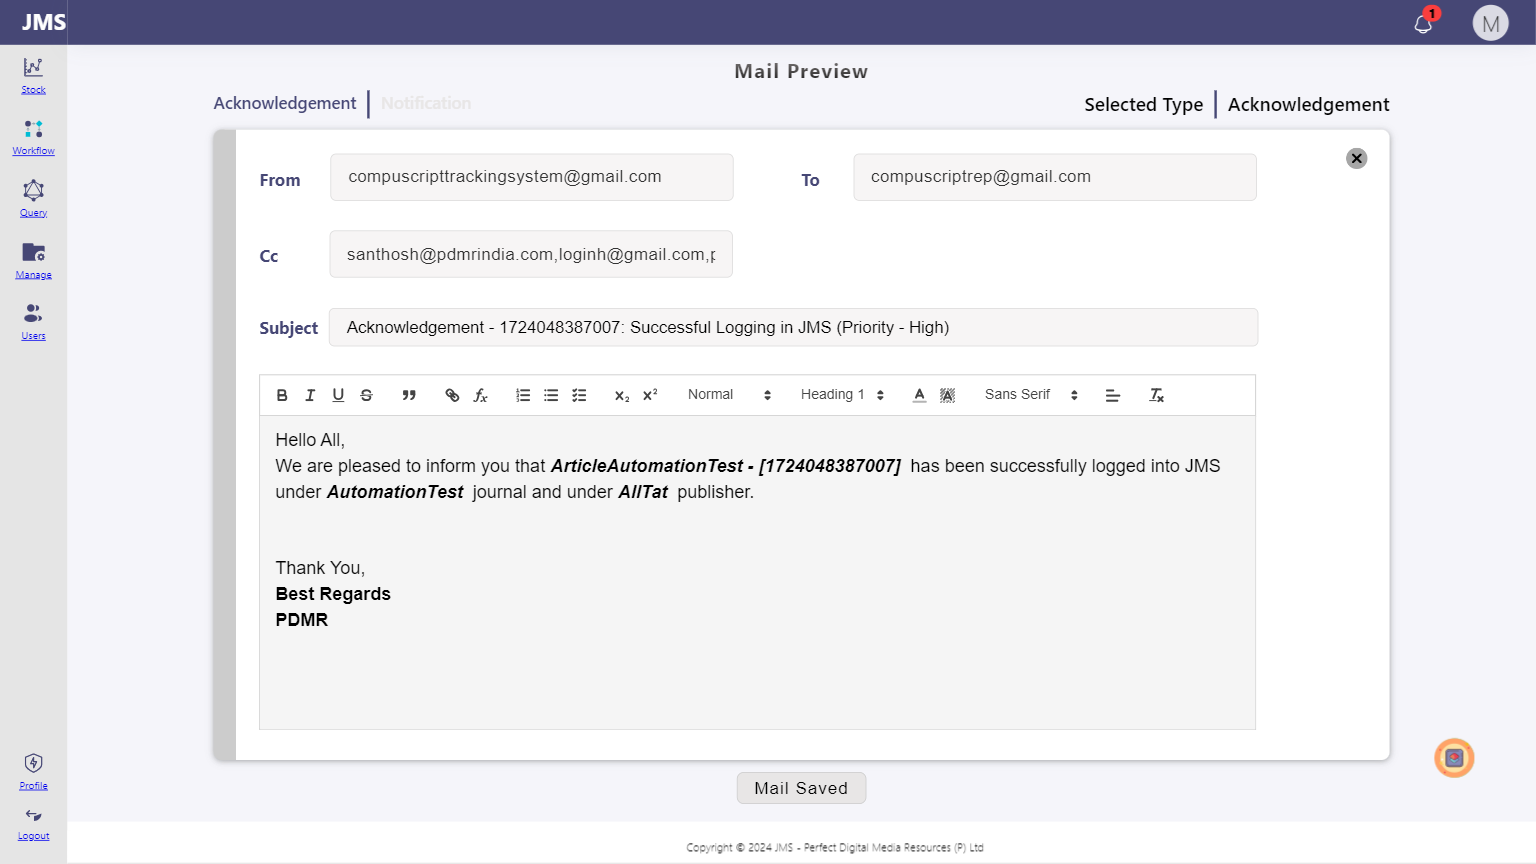 JMS
1
M
Stock
Workflow
Query
Manage
Users
Profile
Logout
Mail Preview
Acknowledgement
Notification
Selected Type
Acknowledgement
From
compuscripttrackingsystem@gmail.com
To
compuscriptrep@gmail.com
Cc
santhosh@pdmrindia.com,loginh@gmail.com,p
Subject
Acknowledgement - 1724048387007: Successful Logging in JMS (Priority - High)
Normal
Heading 1
Sans Serif
Hello All,
We are pleased to inform you that ArticleAutomationTest - [1724048387007] has been successfully logged into JMS
under AutomationTest journal and under AllTat publisher.
Thank You,
Best Regards
PDMR
Mail Saved
Copyright © 2024 JMS - Perfect Digital Media Resources (P) Ltd